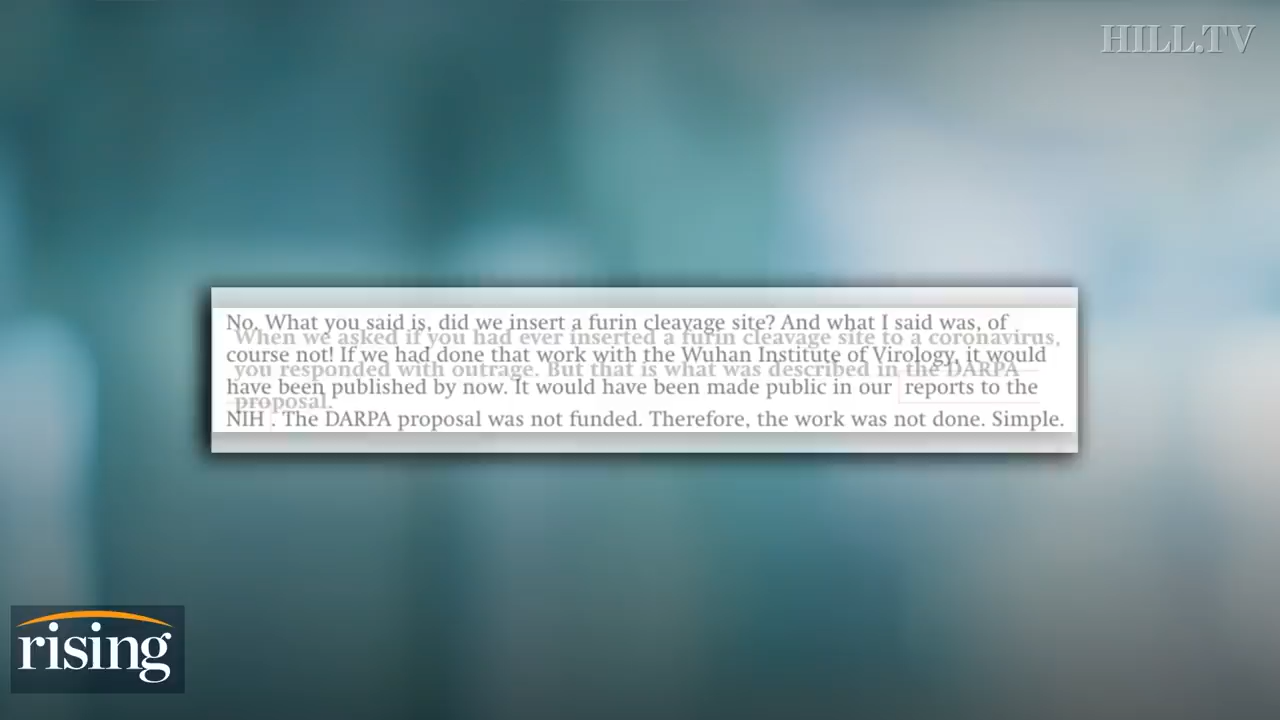 HILL.TV
No. What you said is, did we insert a furin cleavage site? And what I said was, of
When we asked if you had ever inserted a furin cleavage site to a coronavirus,
course not! If we had done that work with the Wuhan Institute of Virology, it would
you responded with outrage. But that is what was described in the DARPA
have been published by now. It would have been made public in our reports to the
proposal.
NIH . The DARPA proposal was not funded. Therefore, the work was not done. Simple.
rising